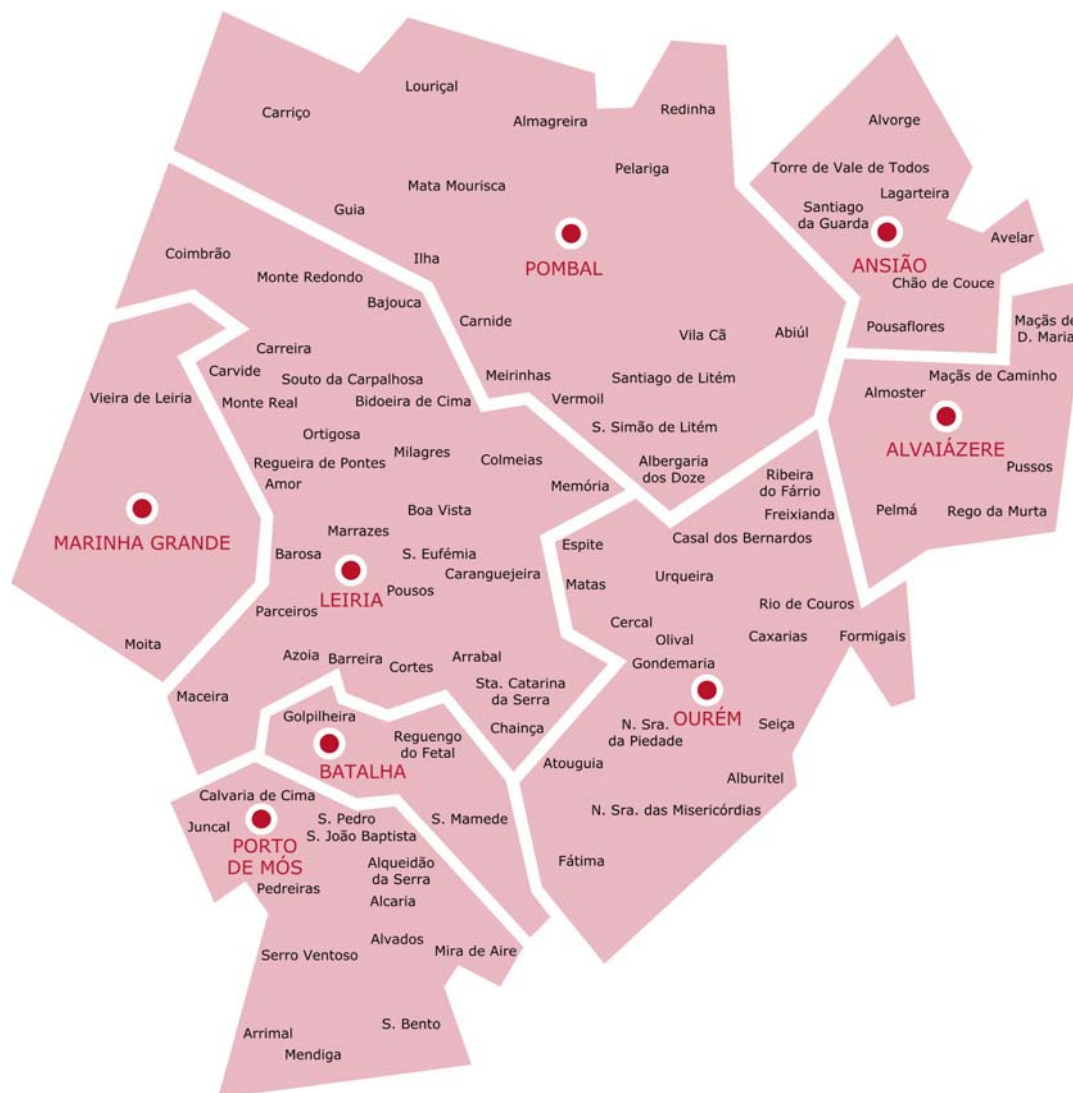 Louriçal
Carriço
Almagreira
Redinha
Pelariga
Mata Mourisca
Guia
Ilha
POMBAL
Carnide
Vila Cã
Abiúl
Meirinhas
Santiago de Litém
Vermoil
S. Simão de Litém
Albergaria
dos Doze
Alvorge
Torre de Vale de Todos
Lagarteira
Santiago
da Guarda
Avelar
ANSIÃO
Chão de Couce
Pousaflores
Maçãs de
D. Maria
Maçãs de Caminho
Almoster
ALVAIÁZERE
Pussos
Pelmá
Rego da Murta
Coimbrão
Monte Redondo
Bajouca
Carreira
Carvide
Souto da Carpalhosa
Monte Real
Bidoeira de Cima
Ortigosa
Milagres
Regueira de Pontes
Colmeias
Amor
Memória
Boa Vista
Marrazes
Barosa
S. Eufémia
Caranguejeira
LEIRIA
Pousos
Parceiros
Azoia
Barreira
Cortes
Arrabal
Maceira
Sta. Catarina
da Serra
Chainça
Vieira de Leiria
MARINHA GRANDE
Moita
Ribeira
do Fárrio
Freixianda
Casal dos Bernardos
Espite
Urqueira
Matas
Rio de Couros
Cercal
Olival
Caxarias
Formigais
Gondemaria
OURÉM
Seiça
N. Sra.
da Piedade
Atouguia
Alburitel
N. Sra. das Misericórdias
Fátima
Golpilheira
Reguengo
do Fetal
BATALHA
S. Mamede
Calvaria de Cima
Juncal
S. Pedro
S. João Baptista
PORTO
DE MÓS
Alqueidão
da Serra
Pedreiras
Alcaria
Alvados
Serro Ventoso
Mira de Aire
S. Bento
Arrimal
Mendiga